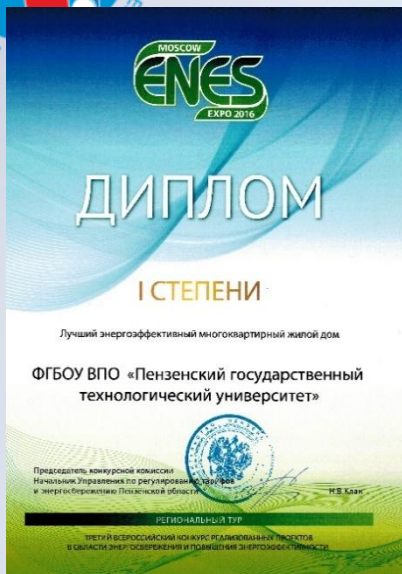 MOSCOW
ENES
EXPO 2016
ДИПЛОМ
I СТЕПЕНИ
Лучший энергоэффективный многоквартирный жилой дом
ФГБОУ ВПО «Пензенский государственный
технологический университет»
Председатель конкурсной комиссии
Начальник Управления по регулированию тарифов
и энергосбережению Пензенской области
Н.В.Клак
РЕГИОНАЛЬНЫЙ ТУР
ТРЕТИЙ ВСЕРОССИЙСКИЙ КОНКУРС РЕАЛИЗОВАННЫХ ПРОЕКТОВ
В ОБЛАСТИ ЭНЕРГОСБЕРЕЖЕНИЯ И ПОВЫШЕНИЯ ЭНЕРГОЭФФЕКТИВНОСТИ